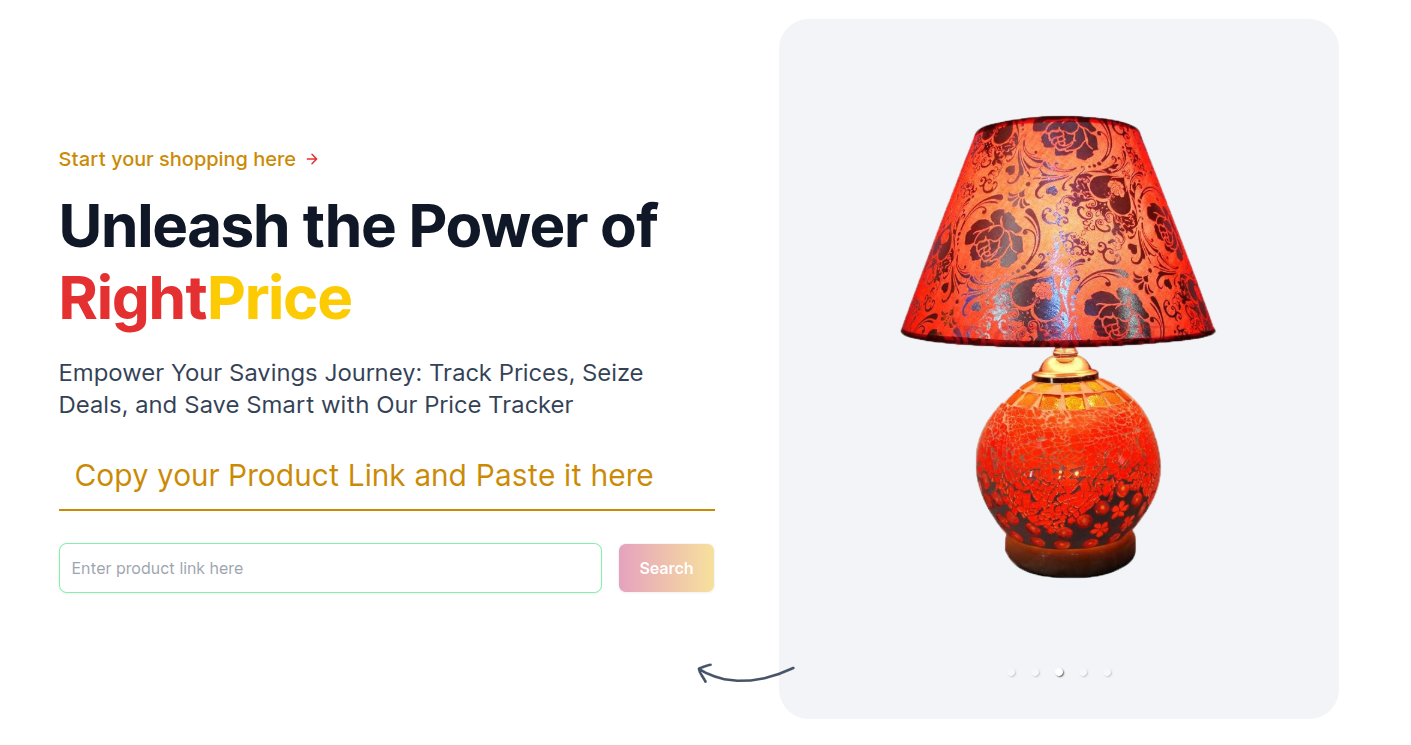 Start your shopping here →
Unleash the Power of
RightPrice
Empower Your Savings Journey: Track Prices, Seize
Deals, and Save Smart with Our Price Tracker
Copy your Product Link and Paste it here
Enter product link here
Search